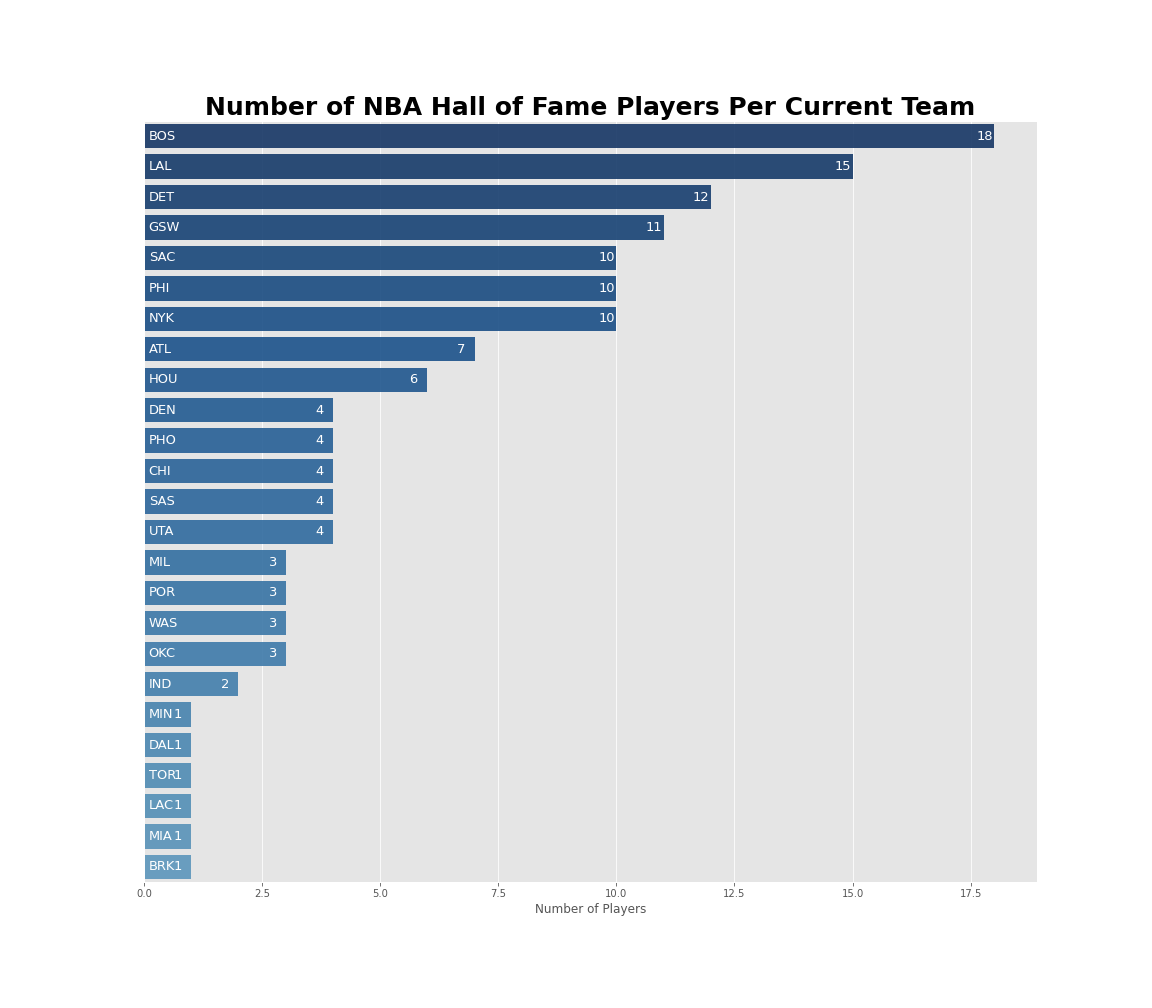 Number of NBA Hall of Fame Players Per Current Team
BOS 18
LAL 15
DET 12
GSW 11
SAC 10
PHI 10
NYK 10
ATL 7
HOU 6
DEN 4
PHO 4
CHI 4
SAS 4
UTA 4
MIL 3
POR 3
WAS 3
OKC 3
IND 2
MIN 1
DAL 1
TOR 1
LAC 1
MIA 1
BRK 1
0.0 2.5 5.0 7.5 10.0 12.5 15.0 17.5
Number of Players